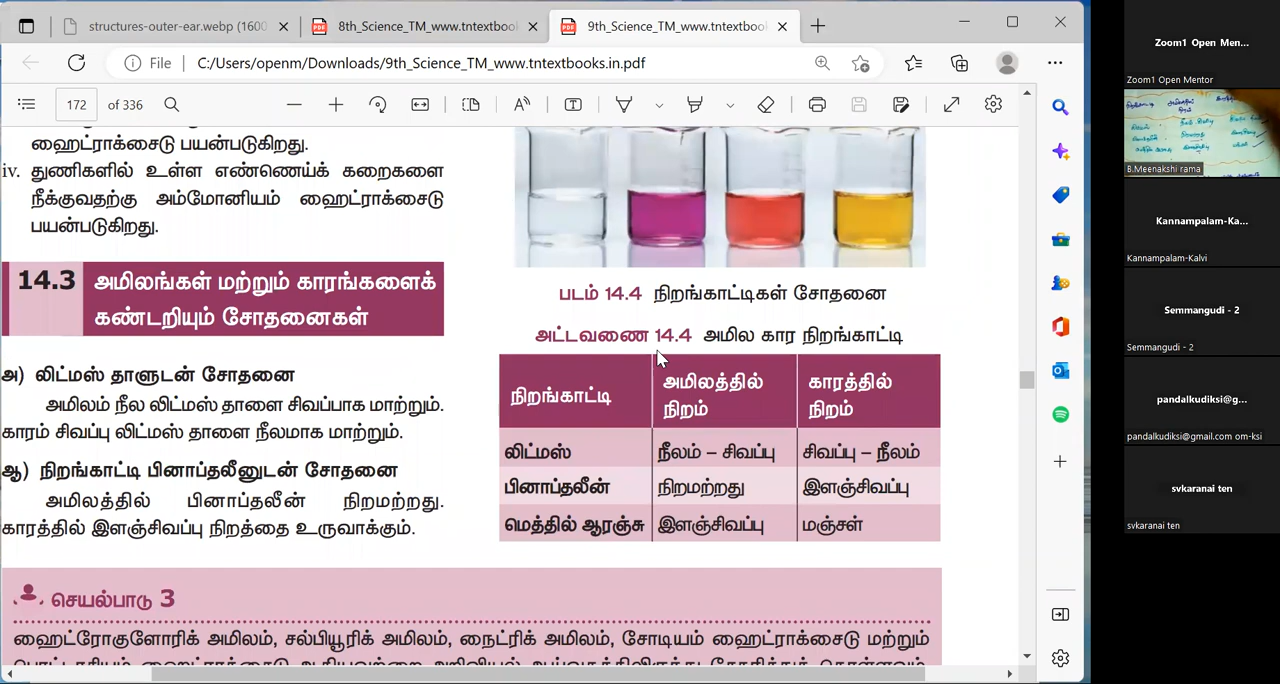 structures-outer-ear.webp (1600
8th_Science_TM_www.tntextbook
9th_Science_TM_www.tntextbook
File
C:/Users/openm/Downloads/9th_Science_TM_www.tntextbooks.in.pdf
172 of 336
ஹைட்ராக்சைடு பயன்படுகிறது.
iv. துணிகளில் உள்ள எண்ணெய்க் கறைகளை
நீக்குவதற்கு அம்மோனியம் ஹைட்ராக்சைடு
பயன்படுகிறது.
14.3 அமிலங்கள் மற்றும் காரங்களைக்
கண்டறியும் சோதனைகள்
அ) லிட்மஸ் தாளுடன் சோதனை
அமிலம் நீல லிட்மஸ் தாளை சிவப்பாக மாற்றும்.
காரம் சிவப்பு லிட்மஸ் தாளை நீலமாக மாற்றும்.
ஆ) நிறங்காட்டி பினாப்தலீனுடன் சோதனை
அமிலத்தில் பினாப்தலீன் நிறமற்றது.
காரத்தில் இளஞ்சிவப்பு நிறத்தை உருவாக்கும்.
படம் 14.4 நிறங்காட்டிகள் சோதனை
அட்டவணை 14.4 அமில கார நிறங்காட்டி
நிறங்காட்டி அமிலத்தில் நிறம் காரத்தில் நிறம்
லிட்மஸ் நீலம் – சிவப்பு சிவப்பு – நீலம்
பினாப்தலீன் நிறமற்றது இளஞ்சிவப்பு
மெத்தில் ஆரஞ்சு இளஞ்சிவப்பு மஞ்சள்
செயல்பாடு 3
ஹைட்ரோகுளோரிக் அமிலம், சல்பியூரிக் அமிலம், நைட்ரிக் அமிலம், சோடியம் ஹைட்ராக்சைடு மற்றும்
Zoom1 Open Men...
Zoom1 Open Mentor
B.Meenakshi rama
Kannampalam-Ka...
Kannampalam-Kalvi
Semmangudi - 2
Semmangudi - 2
pandalkudiksi@g...
pandalkudiksi@gmail.com om-ksi
svkaranai ten
svkaranai ten